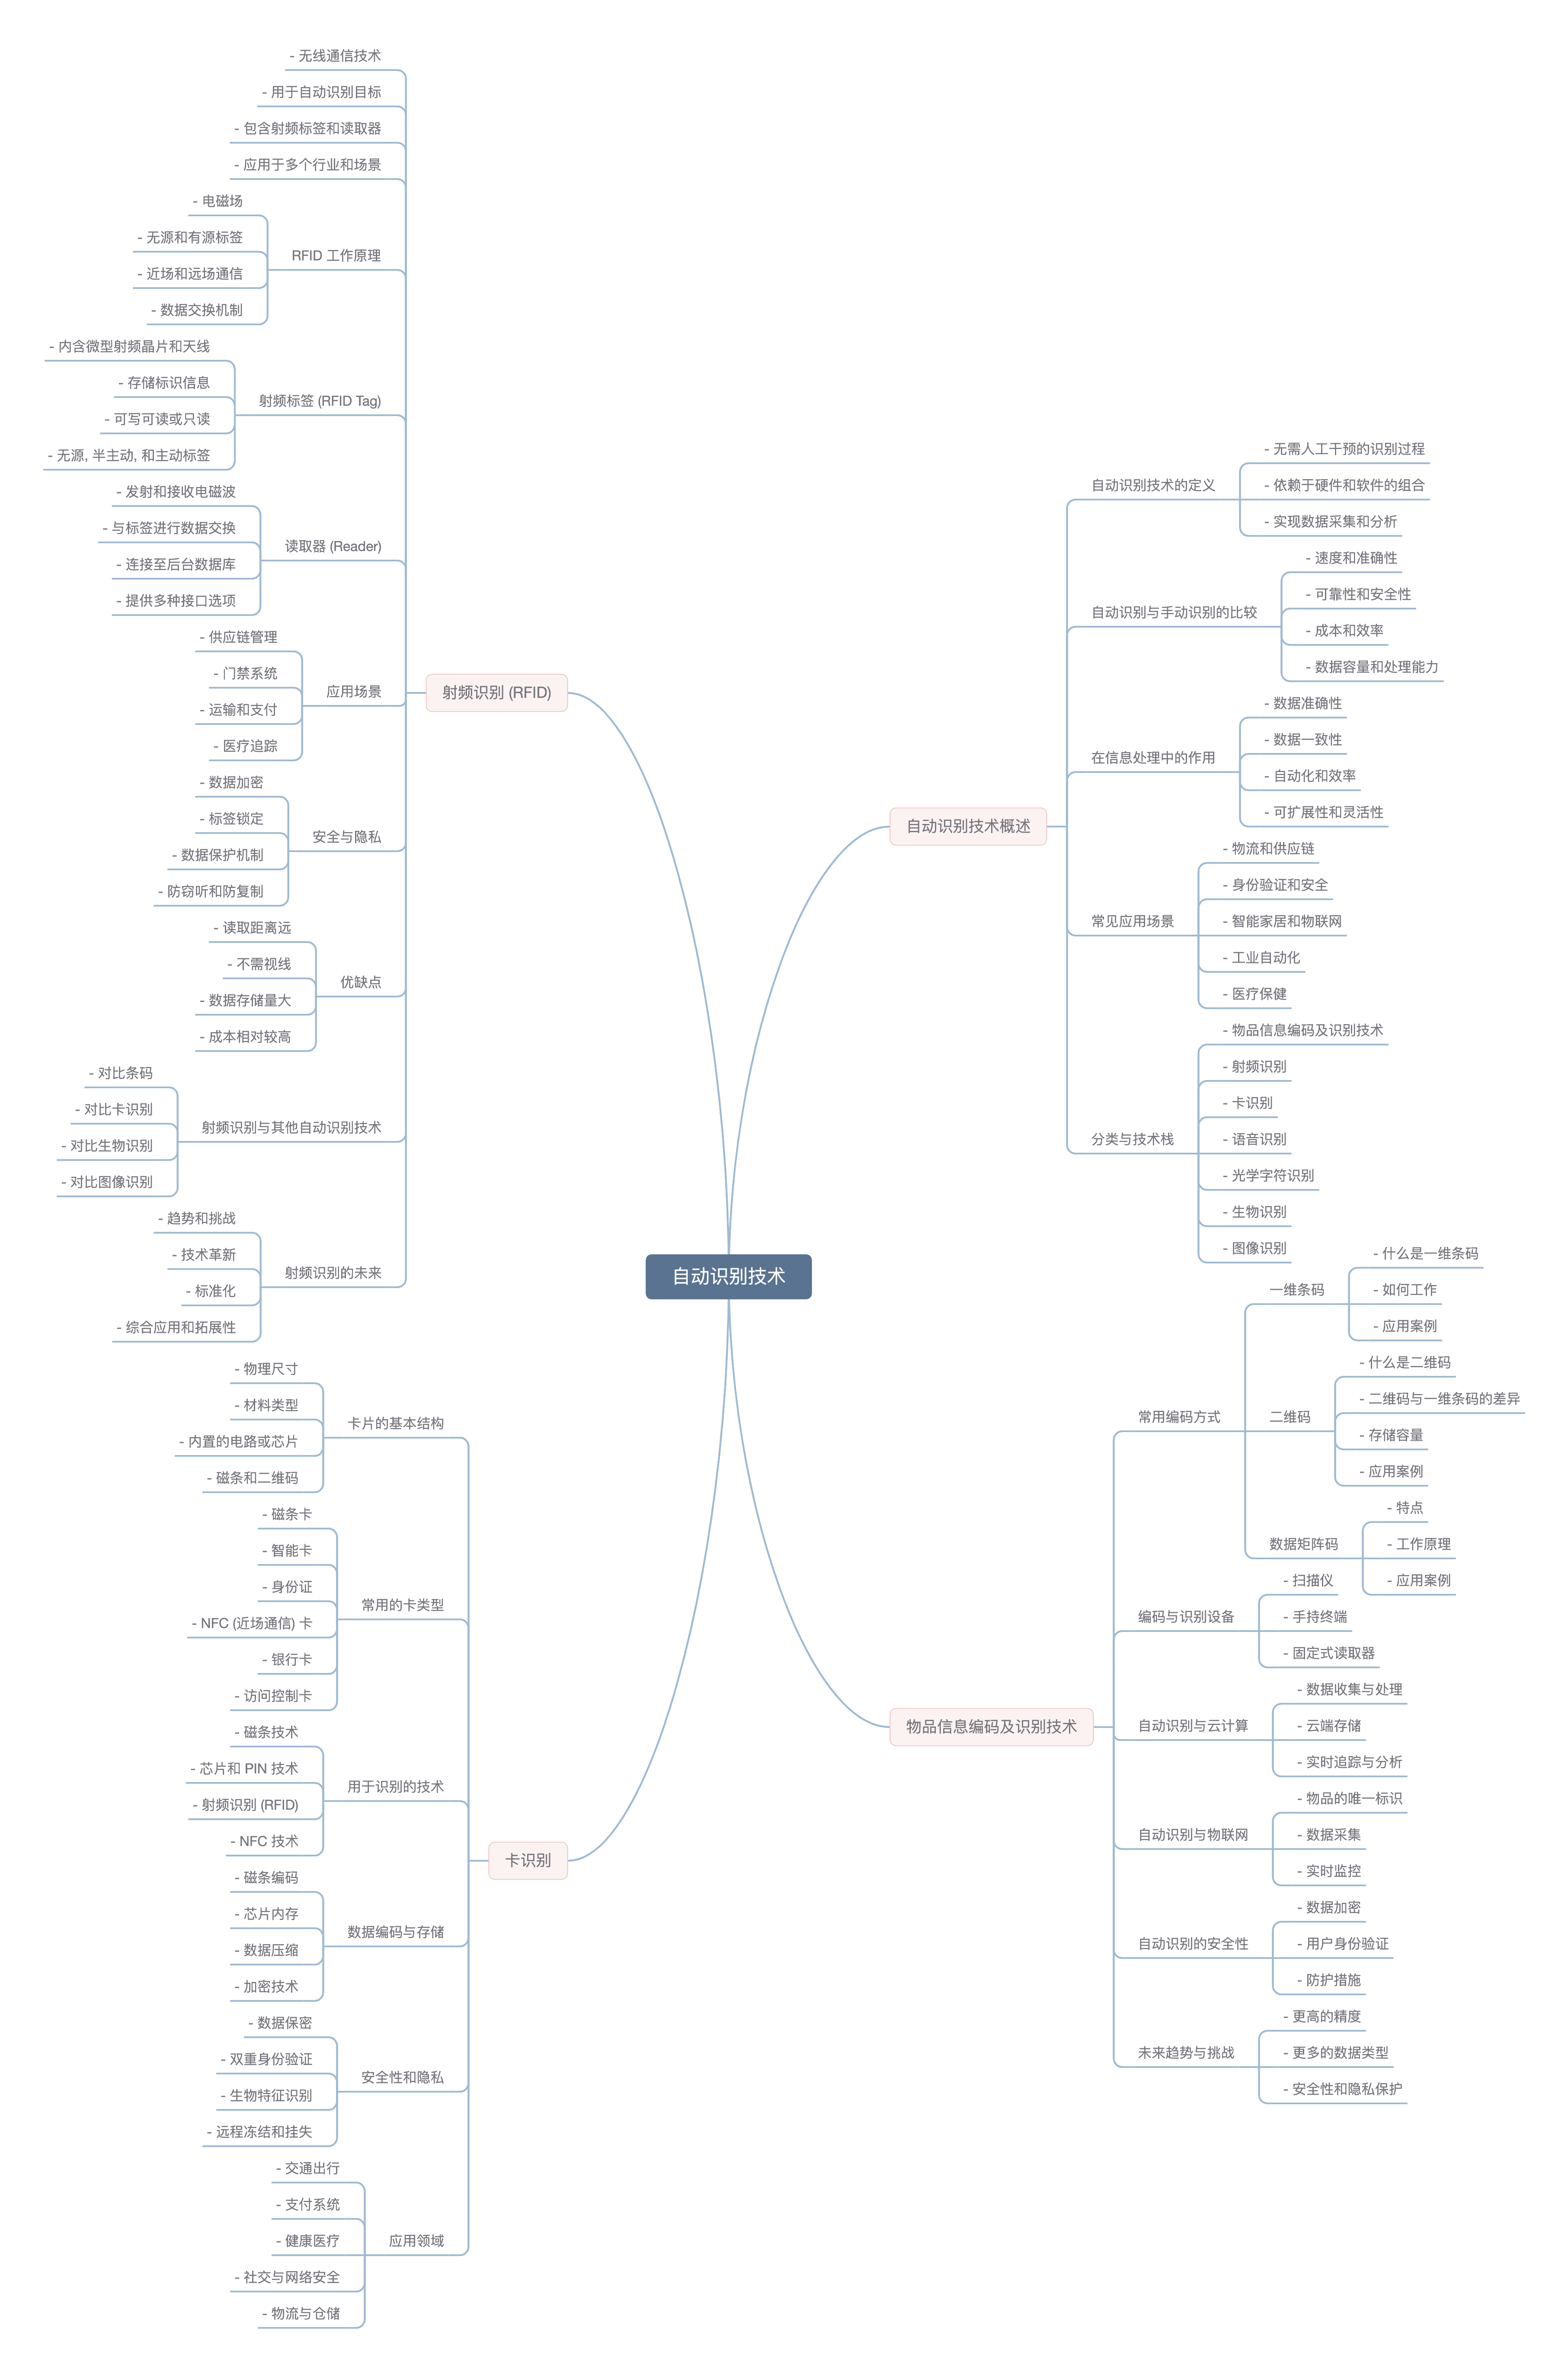 自动识别技术
自动识别技术概述
自动识别技术的定义
- 无需人工干预的识别过程
- 依赖于硬件和软件的组合
- 实现数据采集和分析
自动识别与手动识别的比较
- 速度和准确性
- 可靠性和安全性
- 成本和效率
- 数据容量和处理能力
在信息处理中的作用
- 数据准确性
- 数据一致性
- 自动化和效率
- 可扩展性和灵活性
常见应用场景
- 物流和供应链
- 身份验证和安全
- 智能家居和物联网
- 工业自动化
- 医疗保健
分类与技术栈
- 物品信息编码及识别技术
- 射频识别
- 卡识别
- 语音识别
- 光学字符识别
- 生物识别
- 图像识别
物品信息编码及识别技术
常用编码方式
一维条码
- 什么是一维条码
- 如何工作
- 应用案例
二维码
- 什么是二维码
- 二维码与一维条码的差异
- 存储容量
- 应用案例
数据矩阵码
- 特点
- 工作原理
- 应用案例
编码与识别设备
- 扫描仪
- 手持终端
- 固定式读取器
自动识别与云计算
- 数据收集与处理
- 云端存储
- 实时追踪与分析
自动识别与物联网
- 物品的唯一标识
- 数据采集
- 实时监控
自动识别的安全性
- 数据加密
- 用户身份验证
- 防护措施
未来趋势与挑战
- 更高的精度
- 更多的数据类型
- 安全性和隐私保护
射频识别 (RFID)
- 无线通信技术
- 用于自动识别目标
- 包含射频标签和读取器
- 应用于多个行业和场景
RFID 工作原理
- 电磁场
- 无源和有源标签
- 近场和远场通信
- 数据交换机制
射频标签 (RFID Tag)
- 内含微型射频晶片和天线
- 存储标识信息
- 可写可读或只读
- 无源, 半主动, 和主动标签
读取器 (Reader)
- 发射和接收电磁波
- 与标签进行数据交换
- 连接至后台数据库
- 提供多种接口选项
应用场景
- 供应链管理
- 门禁系统
- 运输和支付
- 医疗追踪
安全与隐私
- 数据加密
- 标签锁定
- 数据保护机制
- 防窃听和防复制
优缺点
- 读取距离远
- 不需视线
- 数据存储量大
- 成本相对较高
射频识别与其他自动识别技术
- 对比条码
- 对比卡识别
- 对比生物识别
- 对比图像识别
射频识别的未来
- 趋势和挑战
- 技术革新
- 标准化
- 综合应用和拓展性
卡识别
卡片的基本结构
- 物理尺寸
- 材料类型
- 内置的电路或芯片
- 磁条和二维码
常用的卡类型
- 磁条卡
- 智能卡
- 身份证
- NFC (近场通信) 卡
- 银行卡
- 访问控制卡
用于识别的技术
- 磁条技术
- 芯片和 PIN 技术
- 射频识别 (RFID)
- NFC 技术
数据编码与存储
- 磁条编码
- 芯片内存
- 数据压缩
- 加密技术
安全性和隐私
- 数据保密
- 双重身份验证
- 生物特征识别
- 远程冻结和挂失
应用领域
- 交通出行
- 支付系统
- 健康医疗
- 社交与网络安全
- 物流与仓储